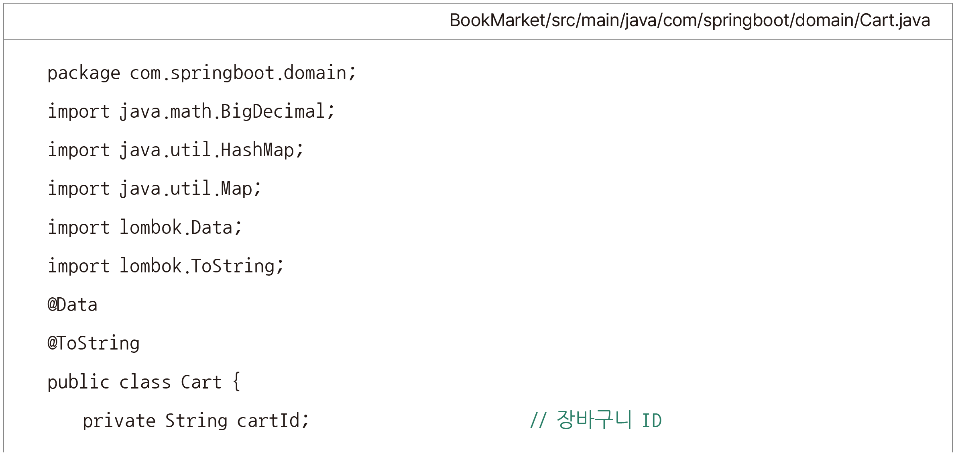 BookMarket/src/main/java/com/springboot/domain/Cart.java
package com.springboot.domain;
import java.math.BigDecimal;
import java.util.HashMap;
import java.util.Map;
import lombok.Data;
import lombok.ToString;
@Data
@ToString
public class Cart {
    private String cartId; // 장바구니 ID